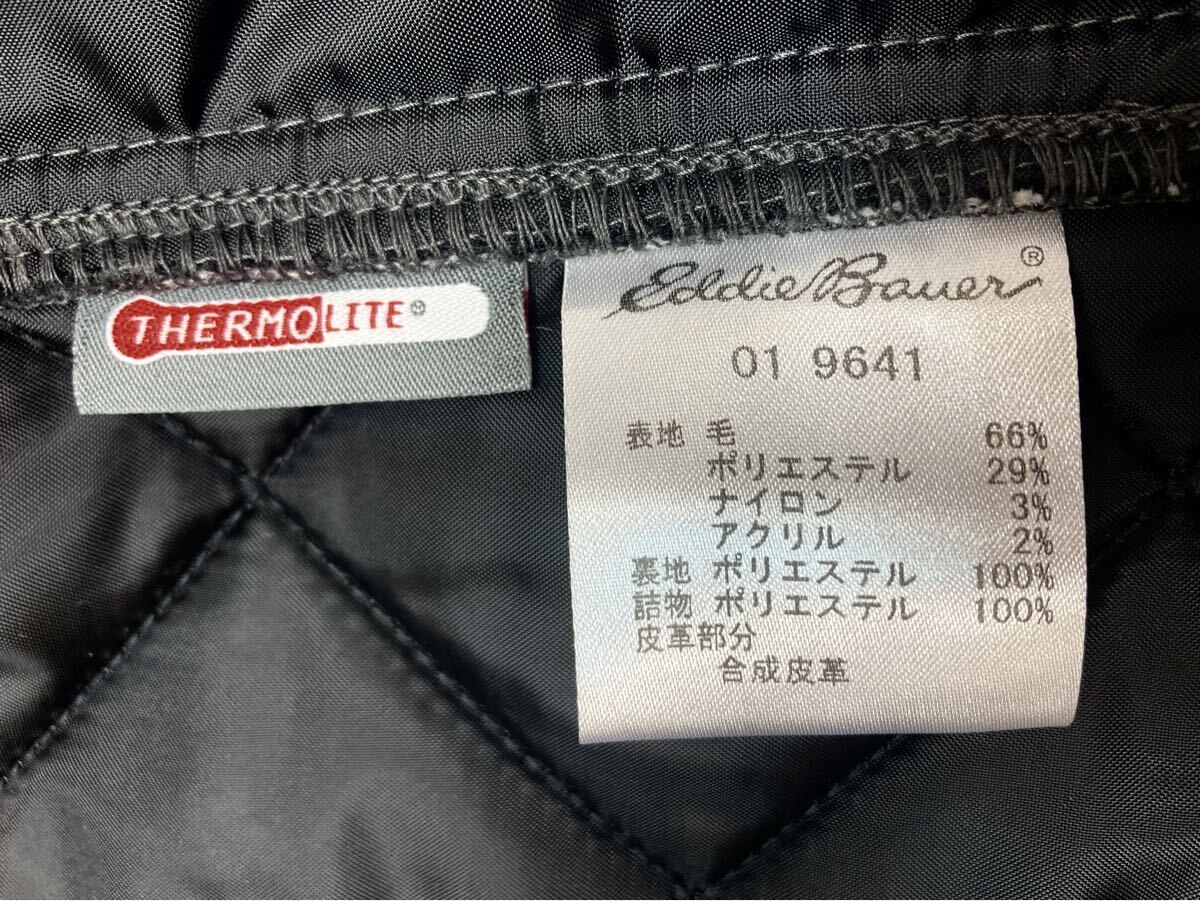 THERMOLITE®
Eddie Bauer®
01 9641
表地 毛 66%
ポリエステル 29%
ナイロン 3%
アクリル 2%
裏地 ポリエステル 100%
詰物 ポリエステル 100%
皮革部分
合成皮革